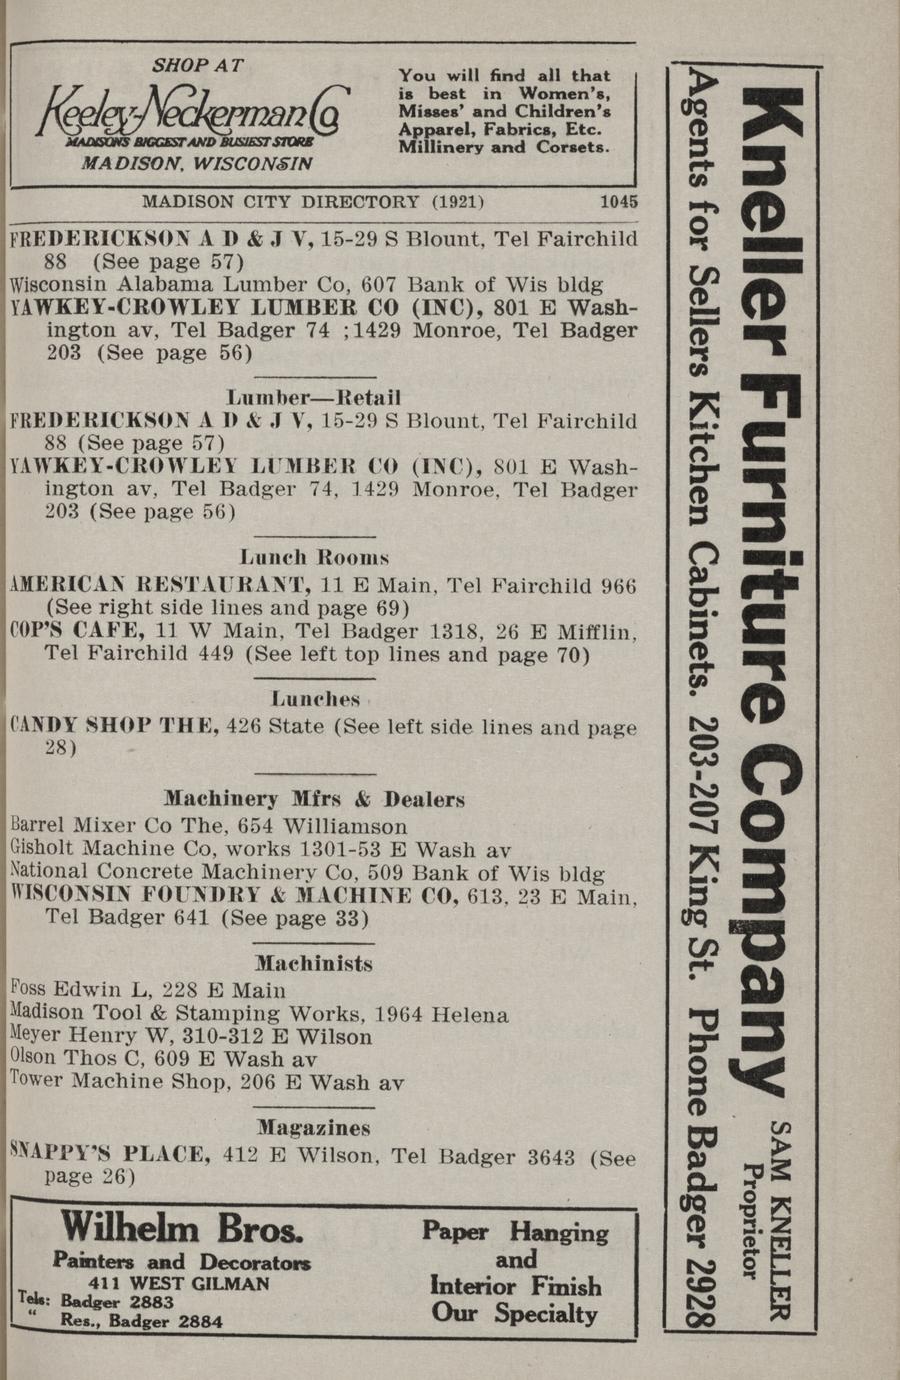 SHOP AT
Keeley-Neckerman Co
MADISON'S BIGGEST AND BUSIEST STORE
MADISON, WISCONSIN
You will find all that
is best in Women's,
Misses' and Children's
Apparel, Fabrics, Etc.
Millinery and Corsets.
MADISON CITY DIRECTORY (1921) 1045
FREDERICKSON A D & J V, 15-29 S Blount, Tel Fairchild
88 (See page 57)
Wisconsin Alabama Lumber Co, 607 Bank of Wis bldg
YAWKEY-CROWLEY LUMBER CO (INC), 801 E Wash-
ington av, Tel Badger 74 ;1429 Monroe, Tel Badger
203 (See page 56)
Lumber—Retail
FREDERICKSON A D & J V, 15-29 S Blount, Tel Fairchild
88 (See page 57)
YAWKEY-CROWLEY LUMBER CO (INC), 801 E Wash-
ington av, Tel Badger 74, 1429 Monroe, Tel Badger
203 (See page 56)
Lunch Rooms
AMERICAN RESTAURANT, 11 E Main, Tel Fairchild 966
(See right side lines and page 69)
COP'S CAFE, 11 W Main, Tel Badger 1318, 26 E Mifflin,
Tel Fairchild 449 (See left top lines and page 70)
Lunches
CANDY SHOP THE, 426 State (See left side lines and page
28)
Machinery Mfrs & Dealers
Barrel Mixer Co The, 654 Williamson
Gisholt Machine Co, works 1301-53 E Wash av
National Concrete Machinery Co, 509 Bank of Wis bldg
WISCONSIN FOUNDRY & MACHINE CO, 613, 23 E Main,
Tel Badger 641 (See page 33)
Machinists
Foss Edwin L, 228 E Main
Madison Tool & Stamping Works, 1964 Helena
Meyer Henry W, 310-312 E Wilson
Olson Thos C, 609 E Wash av
Tower Machine Shop, 206 E Wash av
Magazines
SNAPPY'S PLACE, 412 E Wilson, Tel Badger 3643 (See
page 26)
Wilhelm Bros.
Painters and Decorators
411 WEST GILMAN
Tels: Badger 2883
" Res., Badger 2884
Paper Hanging
and
Interior Finish
Our Specialty
Kneller Furniture Company
SAM KNELLER
Proprietor
Agents for Sellers Kitchen Cabinets. 203-207 King St. Phone Badger 2928